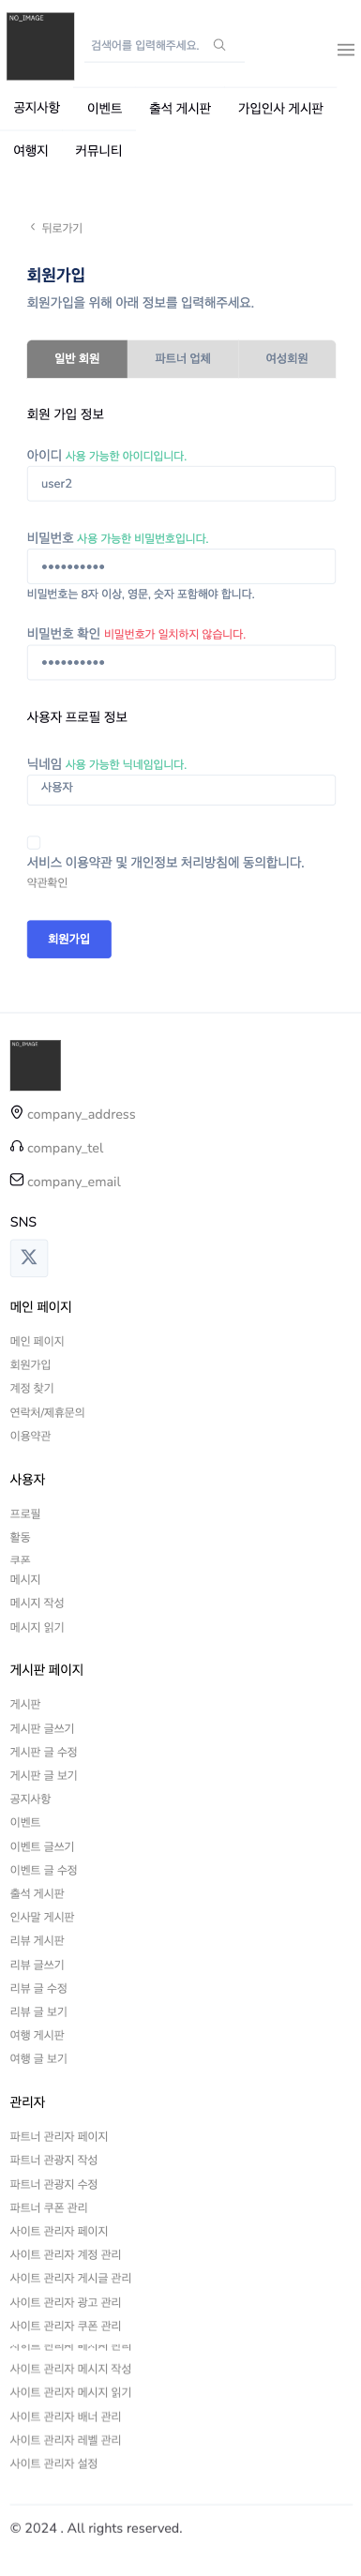 NO_IMAGE
검색어를 입력해주세요.
공지사항 이벤트 출석 게시판 가입인사 게시판
여행지 커뮤니티
뒤로가기
회원가입
회원가입을 위해 아래 정보를 입력해주세요.
일반 회원 파트너 업체 여성회원
회원 가입 정보
아이디 사용 가능한 아이디입니다.
user2
비밀번호 사용 가능한 비밀번호입니다.
비밀번호는 8자 이상, 영문, 숫자 포함해야 합니다.
비밀번호 확인 비밀번호가 일치하지 않습니다.
사용자 프로필 정보
닉네임 사용 가능한 닉네임입니다.
사용자
서비스 이용약관 및 개인정보 처리방침에 동의합니다.
약관확인
회원가입
NO_IMAGE
company_address
company_tel
company_email
SNS
메인 페이지
메인 페이지
회원가입
계정 찾기
연락처/제휴문의
이용약관
사용자
프로필
활동
쿠폰
메시지
메시지 작성
메시지 읽기
게시판 페이지
게시판
게시판 글쓰기
게시판 글 수정
게시판 글 보기
공지사항
이벤트
이벤트 글쓰기
이벤트 글 수정
출석 게시판
인사말 게시판
리뷰 게시판
리뷰 글쓰기
리뷰 글 수정
리뷰 글 보기
여행 게시판
여행 글 보기
관리자
파트너 관리자 페이지
파트너 관광지 작성
파트너 관광지 수정
파트너 쿠폰 관리
사이트 관리자 페이지
사이트 관리자 계정 관리
사이트 관리자 게시글 관리
사이트 관리자 광고 관리
사이트 관리자 쿠폰 관리
사이트 관리자 메시지 관리
사이트 관리자 메시지 작성
사이트 관리자 메시지 읽기
사이트 관리자 배너 관리
사이트 관리자 레벨 관리
사이트 관리자 설정
© 2024 . All rights reserved.